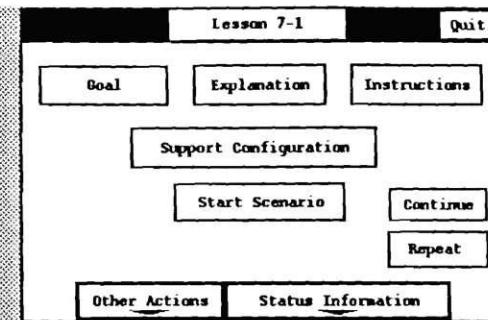 Lesson 7-1 Quit
Goal Explanation Instructions
Support Configuration
Start Scenario Continue
Repeat
Other Actions Status Information